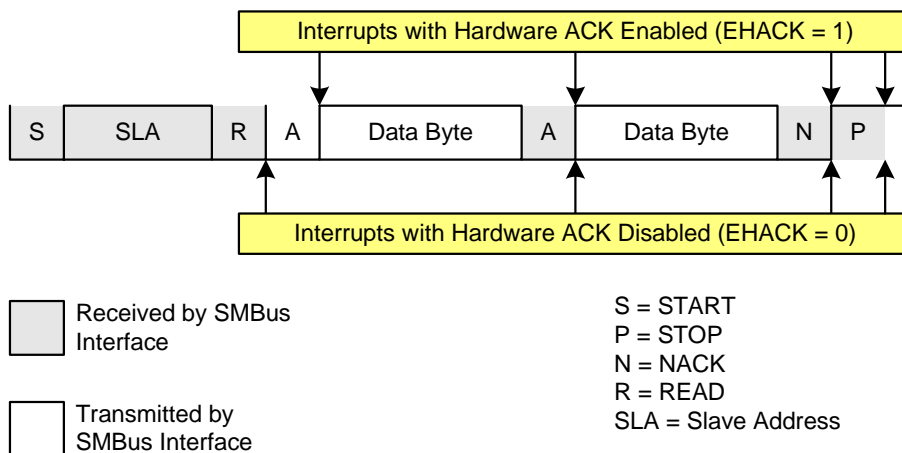 Interrupts with Hardware ACK Enabled (EHACK = 1)
S SLA R A Data Byte A Data Byte N P
Interrupts with Hardware ACK Disabled (EHACK = 0)
Received by SMBus
Interface
Transmitted by
SMBus Interface
S = START
P = STOP
N = NACK
R = READ
SLA = Slave Address